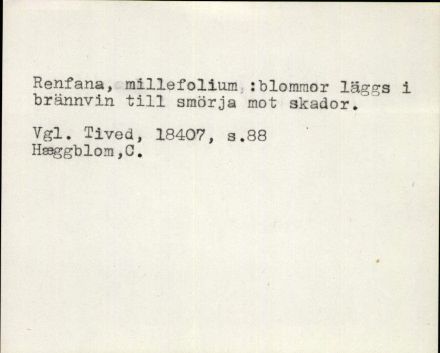 Renfana, millefolium :blommor läggs i
brännvin till smörja mot skador.
Vgl. Tived, 18407, s.88
Hæggblom,C.